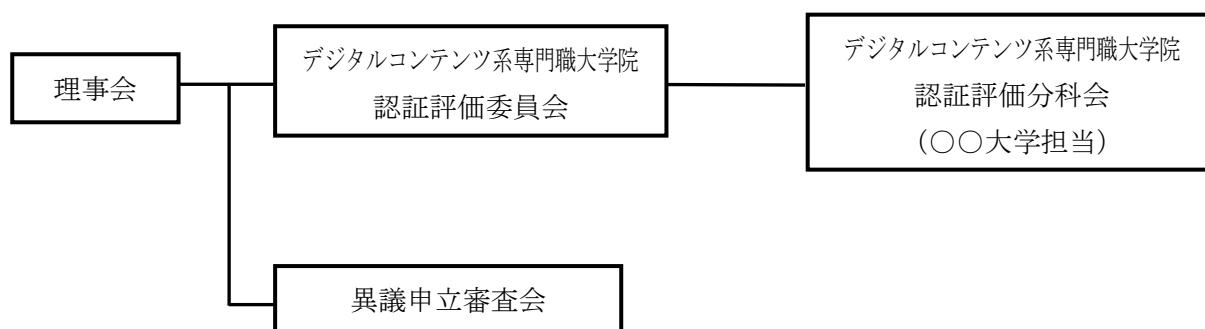 理事会
デジタルコンテンツ系専門職大学院
認証評価委員会
デジタルコンテンツ系専門職大学院
認証評価分科会
(○○大学担当)
異議申立審査会